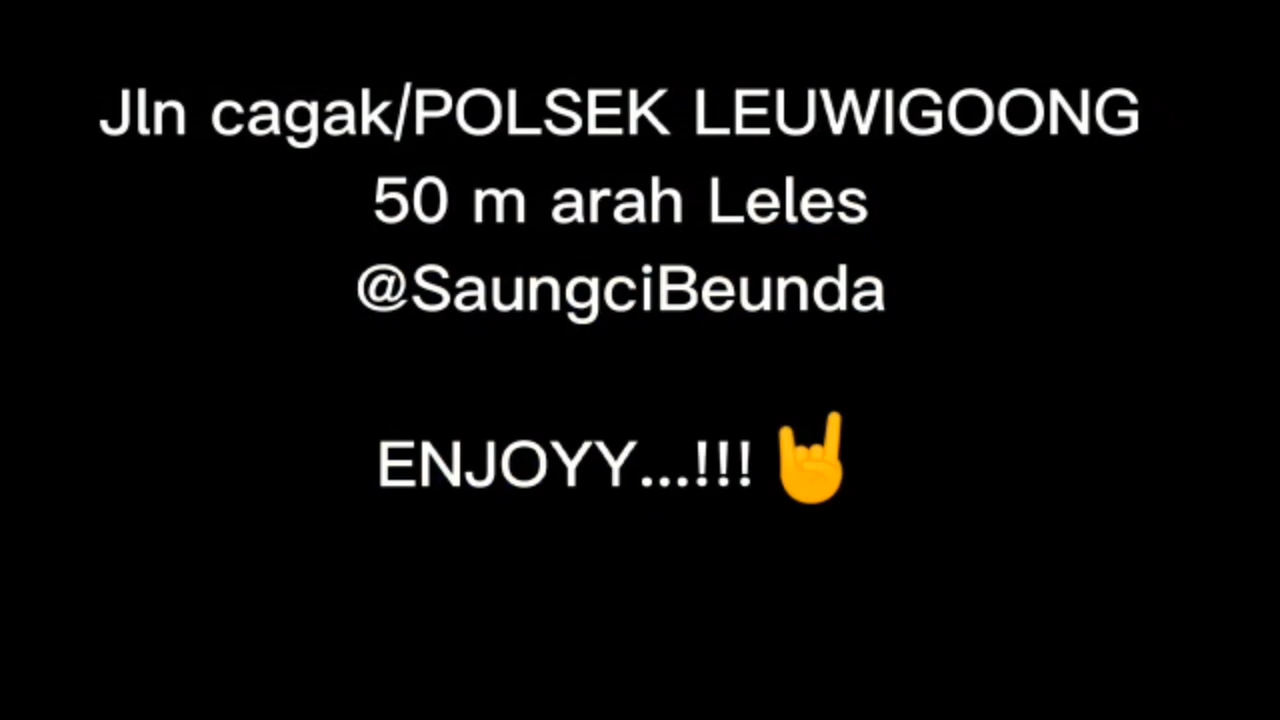 Jln cagak/POLSEK LEUWIGOONG
50 m arah Leles
@SaungciBeunda
ENJOYY...!!! 🤘